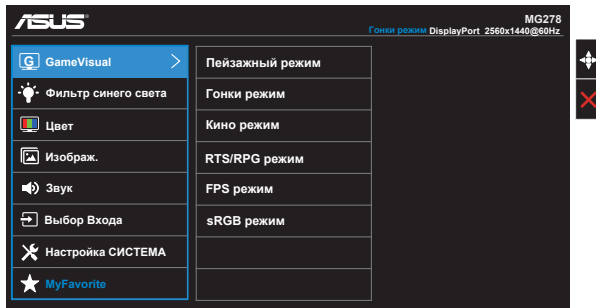 ASUS
MG278
Гонки режим DisplayPort 2560x1440@60Hz
G GameVisual
Фильтр синего света
Цвет
Изображ.
Звук
Выбор Входа
Настройка СИСТЕМА
MyFavorite
Пейзажный режим
Гонки режим
Кино режим
RTS/RPG режим
FPS режим
sRGB режим